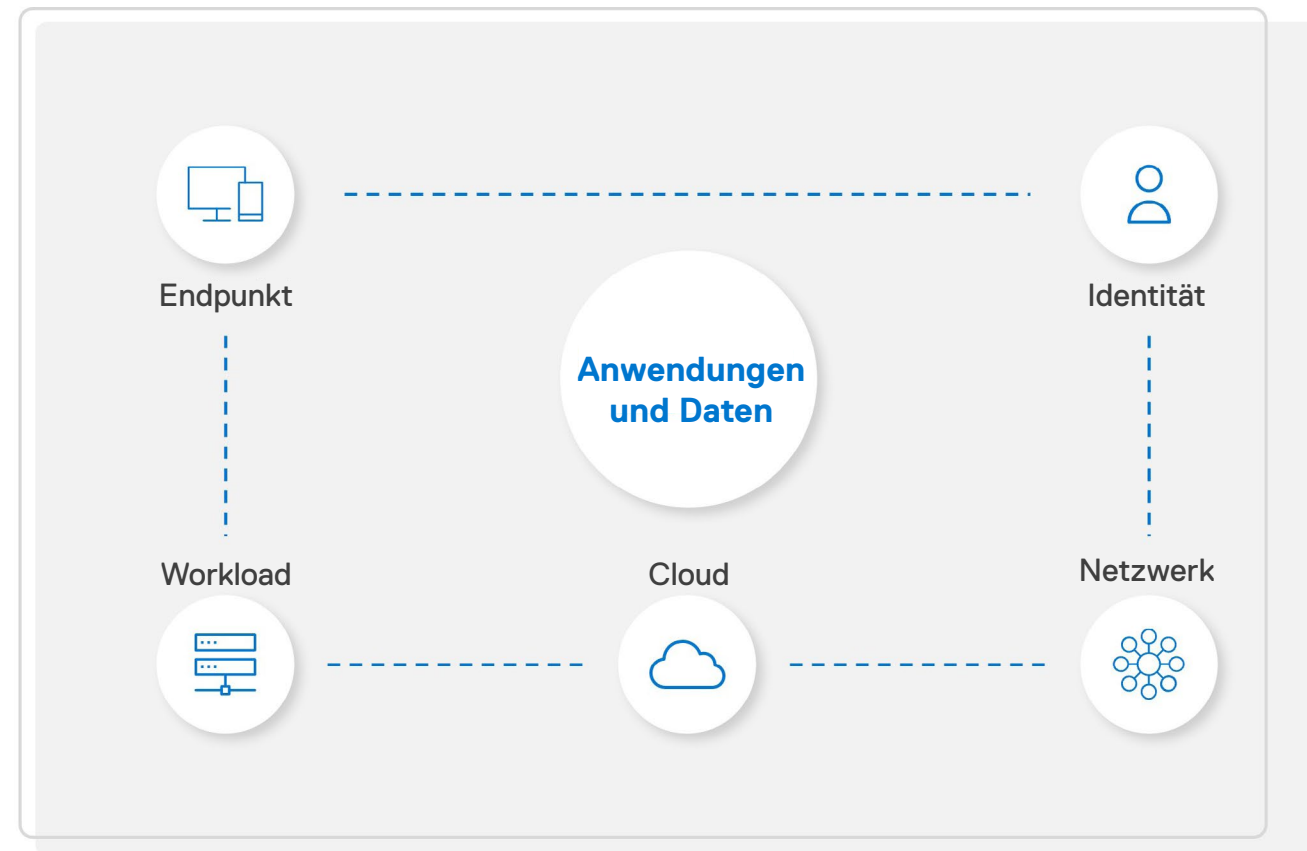 Endpunkt
Identität
Anwendungen
und Daten
Workload
Cloud
Netzwerk